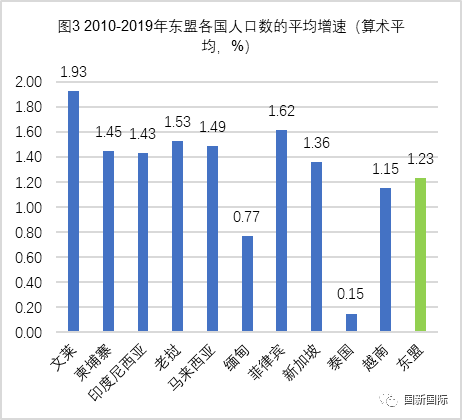 图3 2010-2019年东盟各国人口数的平均增速（算术平
均，%）
2.00
1.80
1.60
1.40
1.20
1.00
0.80
0.60
0.40
0.20
0.00
1.93
1.45
1.43
1.53
1.49
0.77
1.62
1.36
0.15
1.15
1.23
文莱
柬埔寨
印度尼西亚
老挝
马来西亚
缅甸
菲律宾
新加坡
泰国
越南
东盟
国新国际